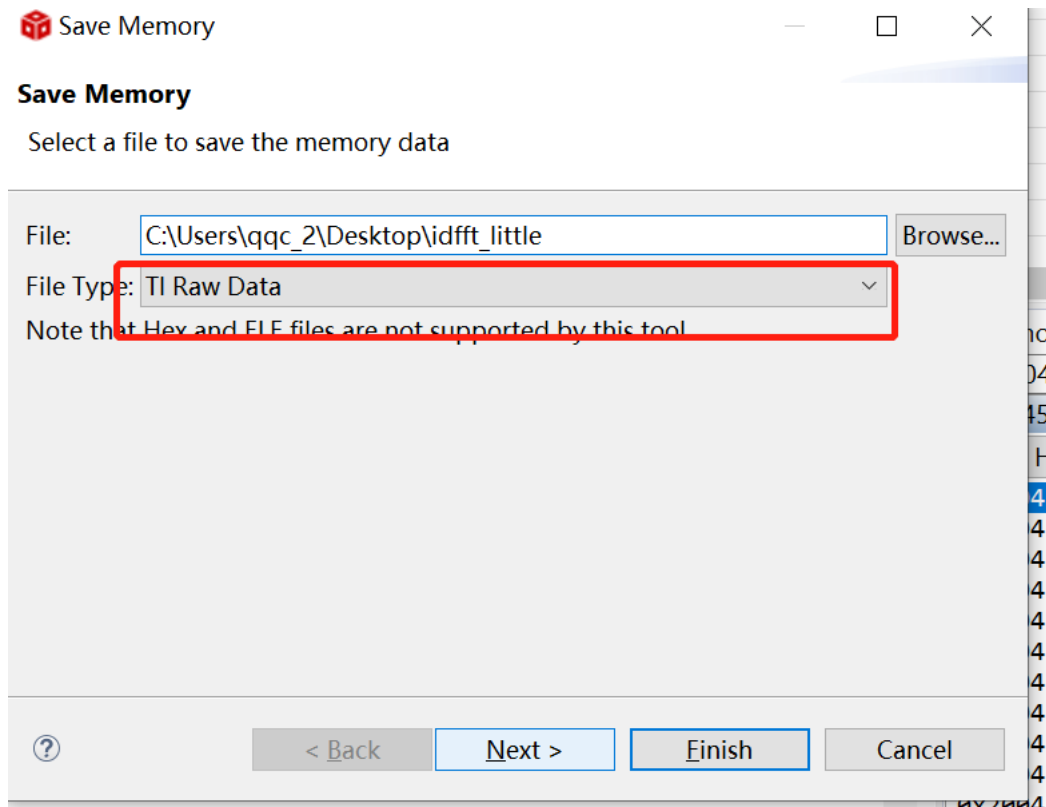 Save Memory
Save Memory
Select a file to save the memory data
File: C:\Users\qqc_2\Desktop\idfft_little Browse...
File Type: TI Raw Data
Note that Hex and ELF files are not supported by this tool
< Back Next > Finish Cancel